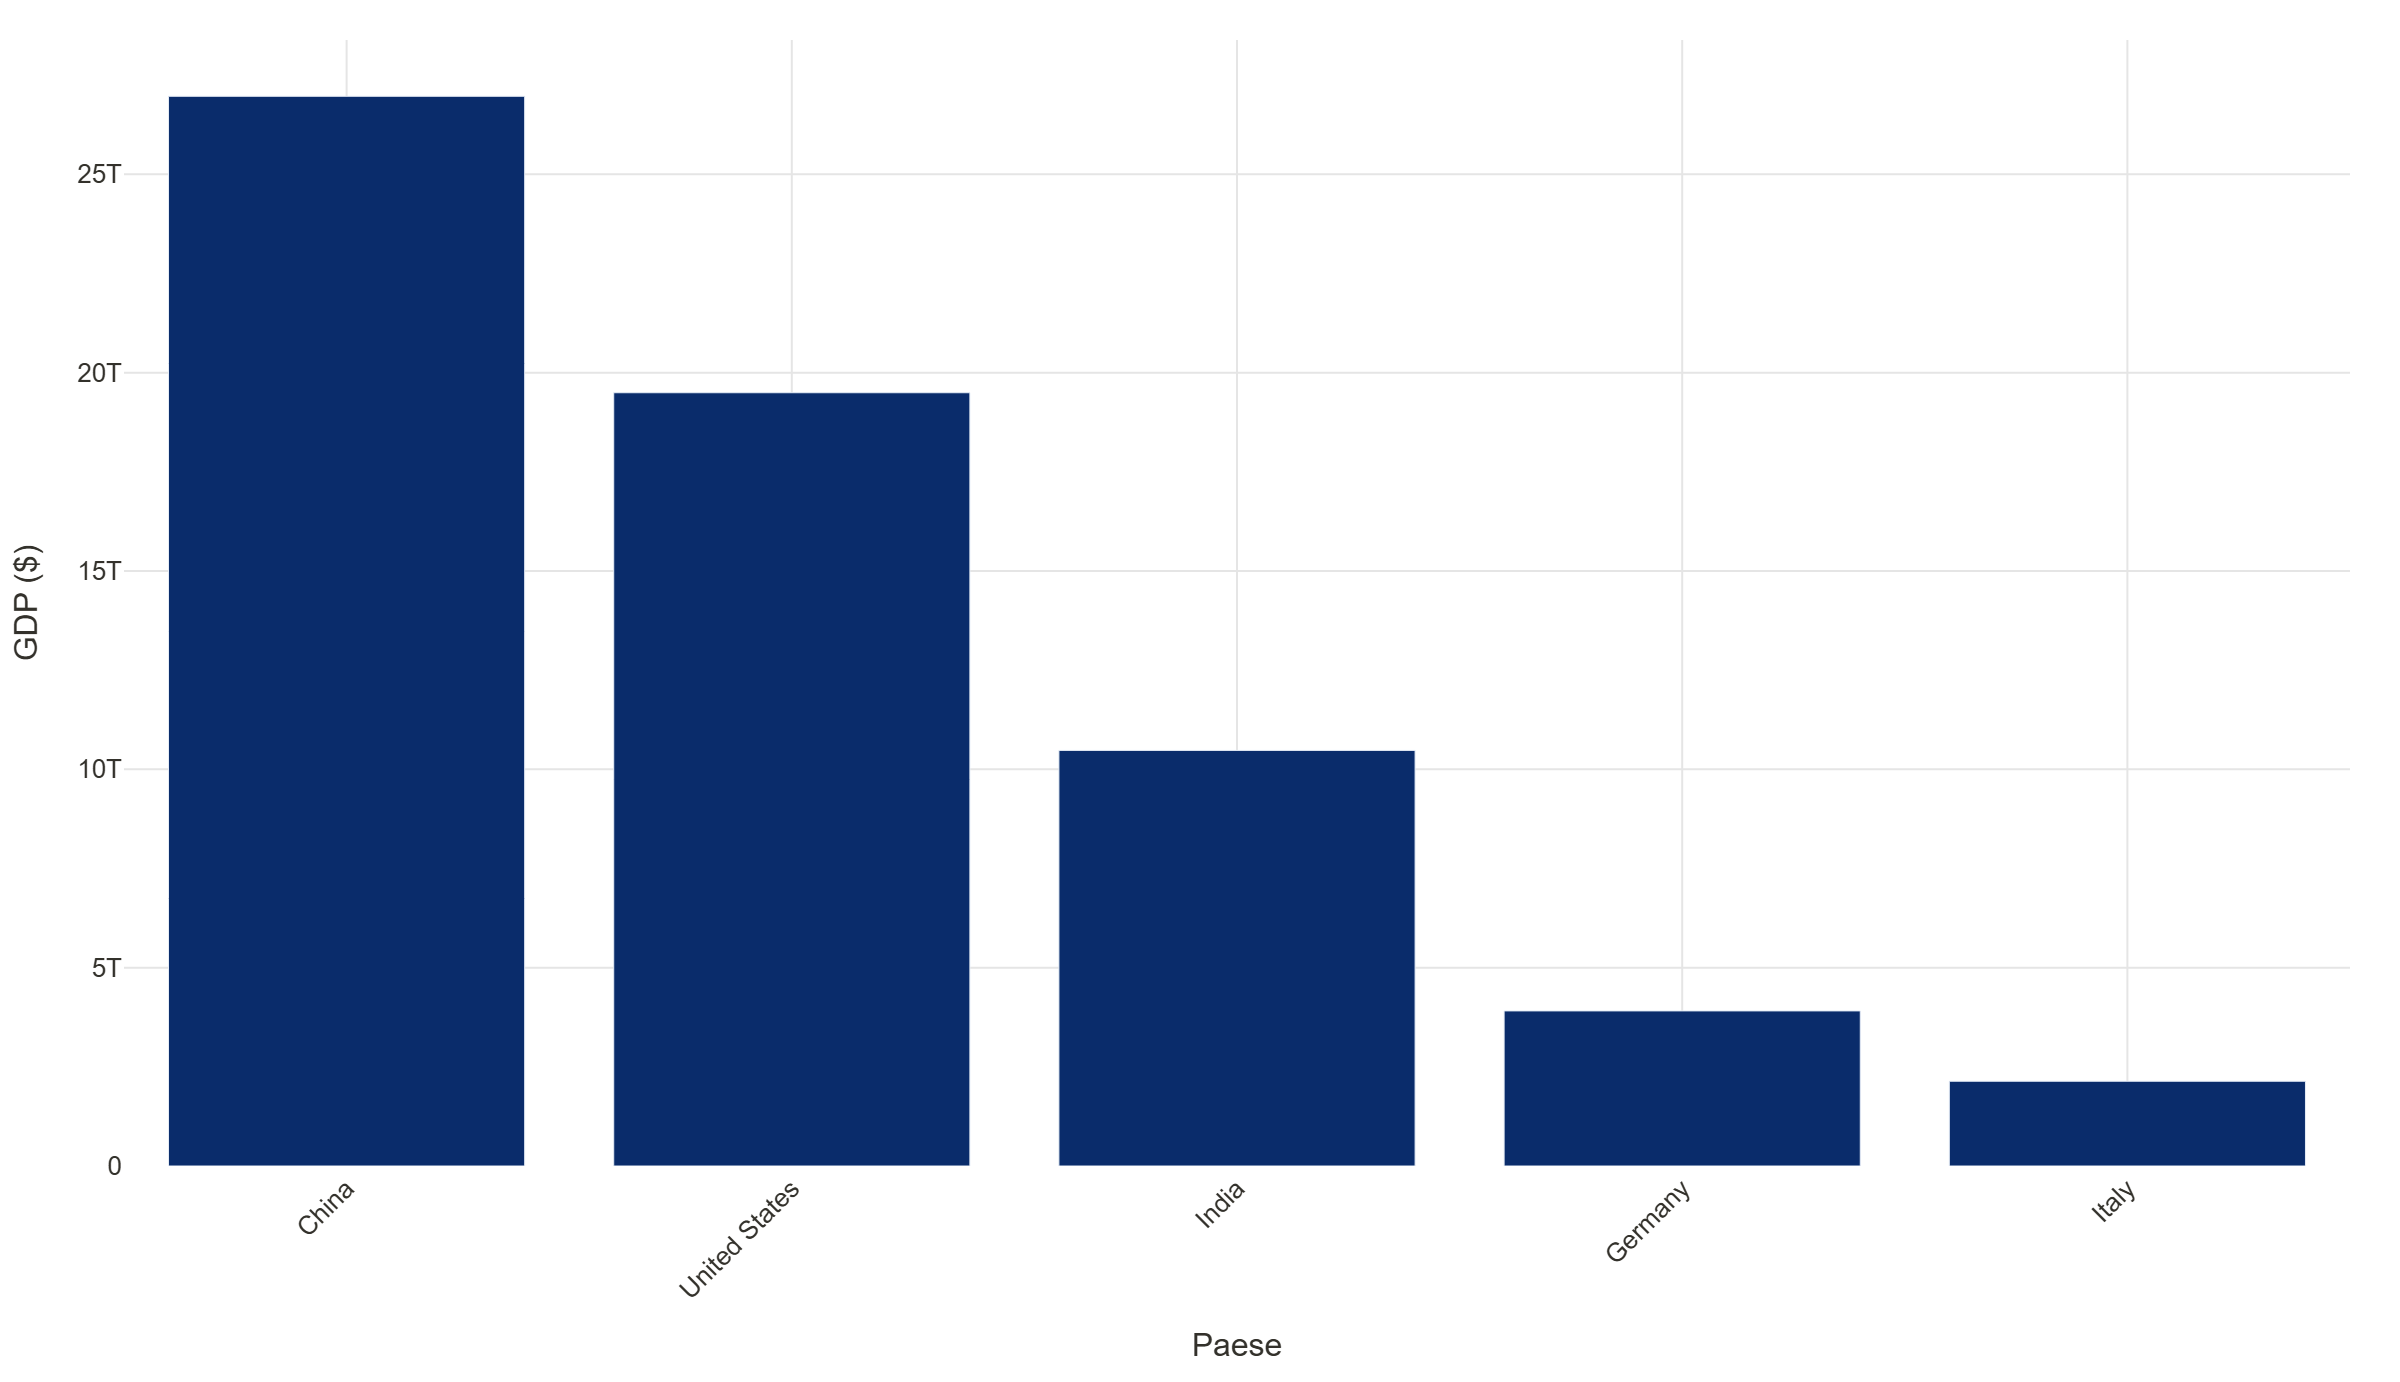 GDP ($)
25T
20T
15T
10T
5T
0
China
United States
India
Germany
Italy
Paese